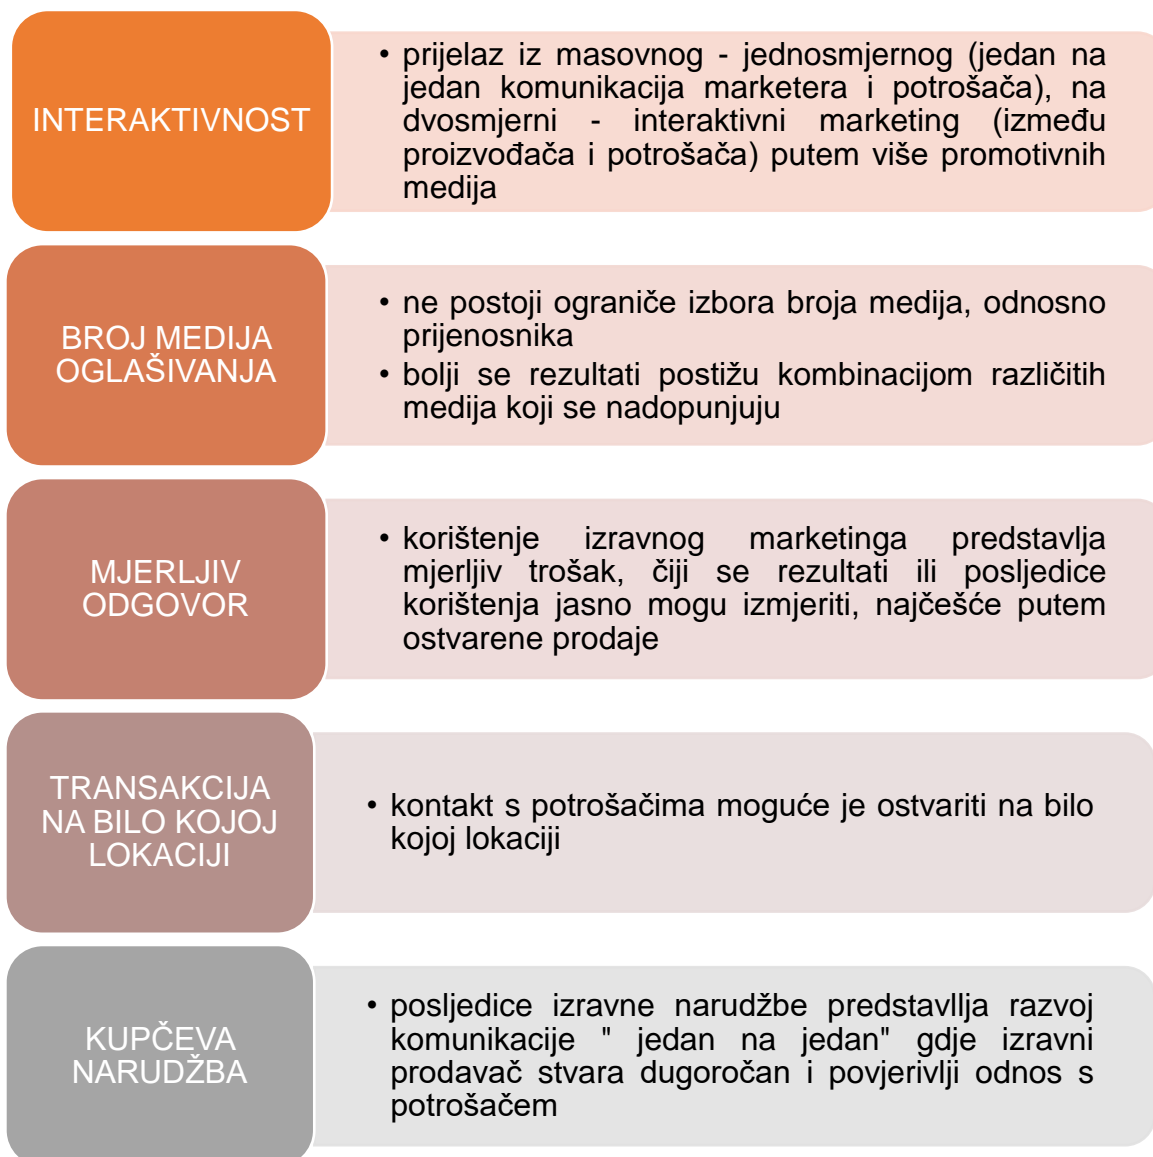 INTERAKTIVNOST
• prijelaz iz masovnog - jednosmjernog (jedan na
jedan komunikacija marketera i potrošača), na
dvosmjerni - interaktivni marketing (između
proizvođača i potrošača) putem više promotivnih
medija
BROJ MEDIJA
OGLAŠIVANJA
• ne postoji ograniče izbora broja medija, odnosno
prijenosnika
• bolji se rezultati postižu kombinacijom različitih
medija koji se nadopunjuju
MJERLJIV
ODGOVOR
• korištenje izravnog marketinga predstavlja
mjerljiv trošak, čiji se rezultati ili posljedice
korištenja jasno mogu izmjeriti, najčešće putem
ostvarene prodaje
TRANSAKCIJA
NA BILO KOJOJ
LOKACIJI
• kontakt s potrošačima moguće je ostvariti na bilo
kojoj lokaciji
KUPČEVA
NARUDŽBA
• posljedice izravne narudžbe predstavllja razvoj
komunikacije " jedan na jedan" gdje izravni
prodavač stvara dugoročan i povjerivlji odnos s
potrošačem